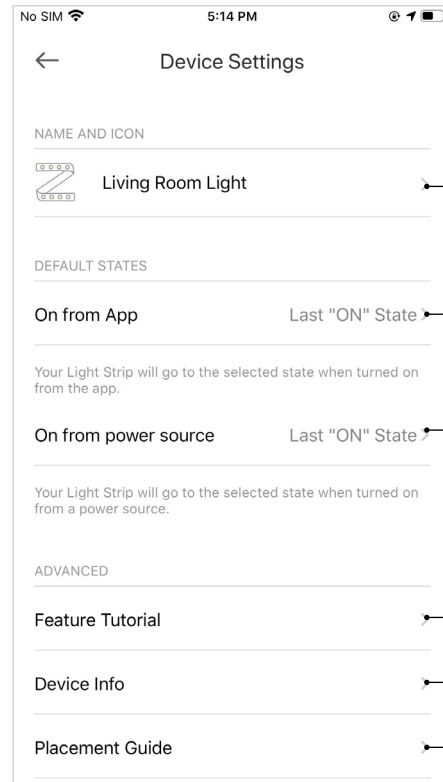 No SIM 5:14 PM
Device Settings
NAME AND ICON
Living Room Light
DEFAULT STATES
On from App Last "ON" State
Your Light Strip will go to the selected state when turned on
from the app.
On from power source Last "ON" State
Your Light Strip will go to the selected state when turned on
from a power source.
ADVANCED
Feature Tutorial
Device Info
Placement Guide